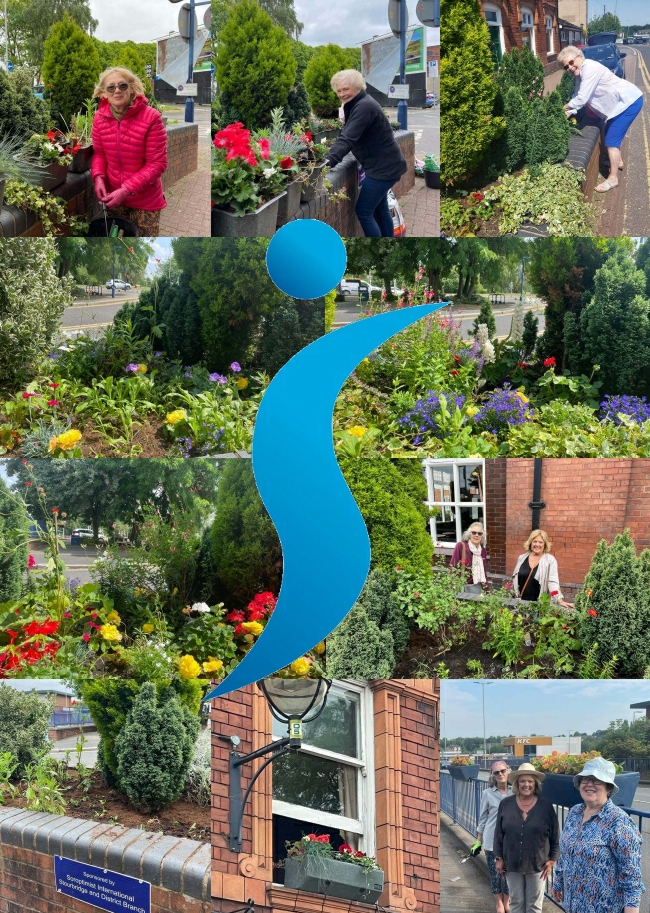 KFC
Sponsored by
Soroptimist International
Stourbridge and District Branch